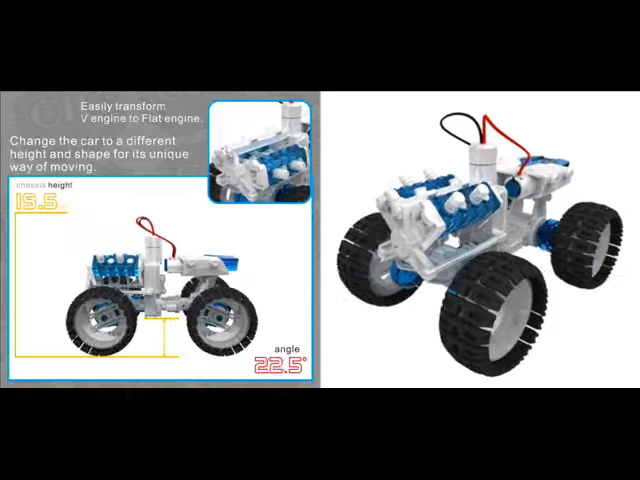 Easily transform
V engine to Flat engine.
Change the car to a different
height and shape for its unique
way of moving.
chassis height
15.5
angle
22.5°